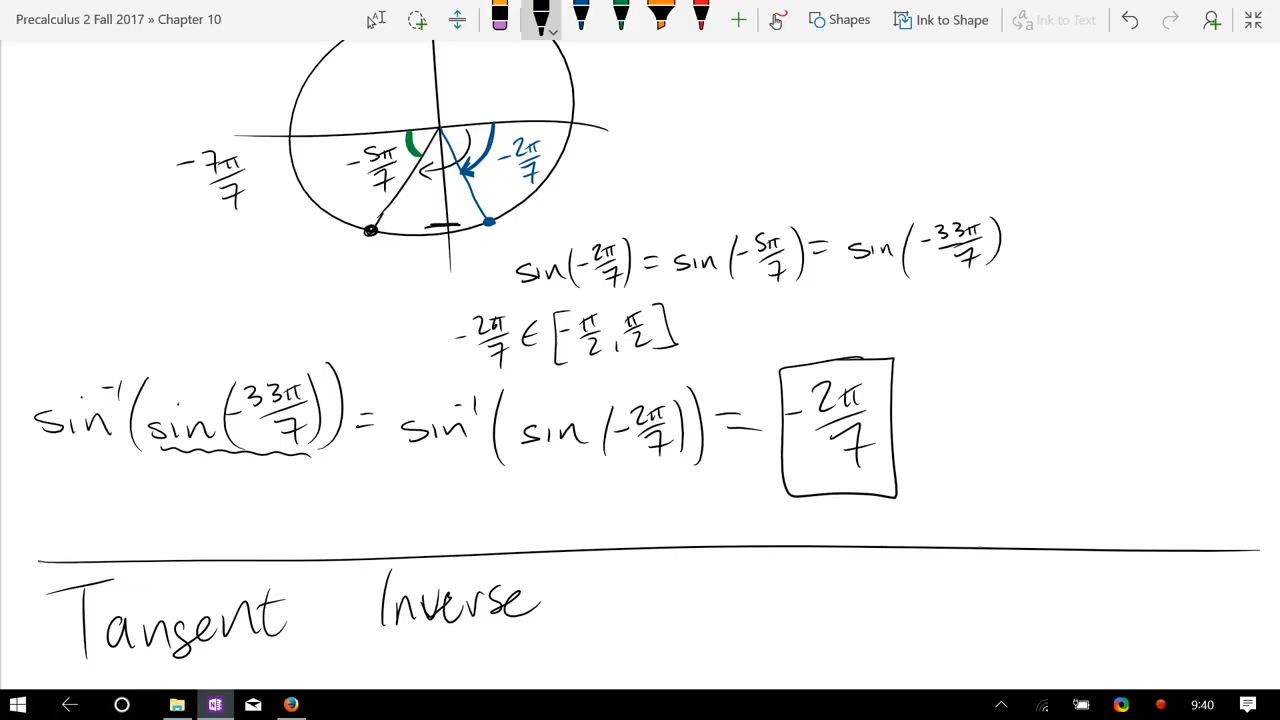 Precalculus 2 Fall 2017 » Chapter 10
Shapes
Ink to Shape
Ink to Text
-7π/7
-5π/7
-2π/7
sin(-2π/7) = sin(-5π/7) = sin(-33π/7)
-2π/7 ∈ [-π/2, π/2]
sin⁻¹(sin(-33π/7)) = sin⁻¹(sin(-2π/7)) = -2π/7
Tangent Inverse
9:40